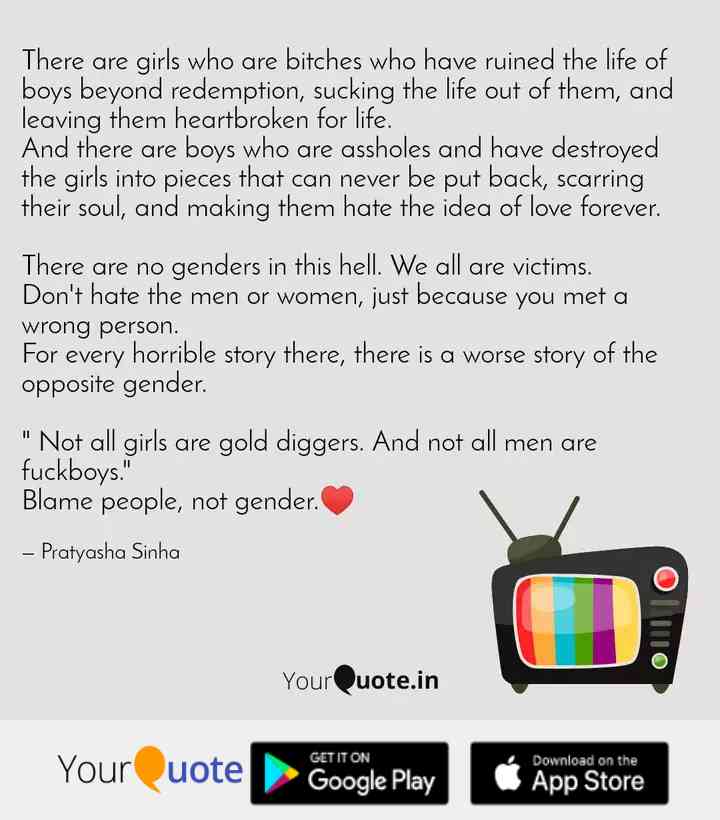 There are girls who are bitches who have ruined the life of
boys beyond redemption, sucking the life out of them, and
leaving them heartbroken for life.
And there are boys who are assholes and have destroyed
the girls into pieces that can never be put back, scarring
their soul, and making them hate the idea of love forever.
There are no genders in this hell. We all are victims.
Don't hate the men or women, just because you met a
wrong person.
For every horrible story there, there is a worse story of the
opposite gender.
" Not all girls are gold diggers. And not all men are
fuckboys."
Blame people, not gender.❤️
– Pratyasha Sinha
YourQuote.in
YourQuote
GET IT ON
Google Play
Download on the
App Store